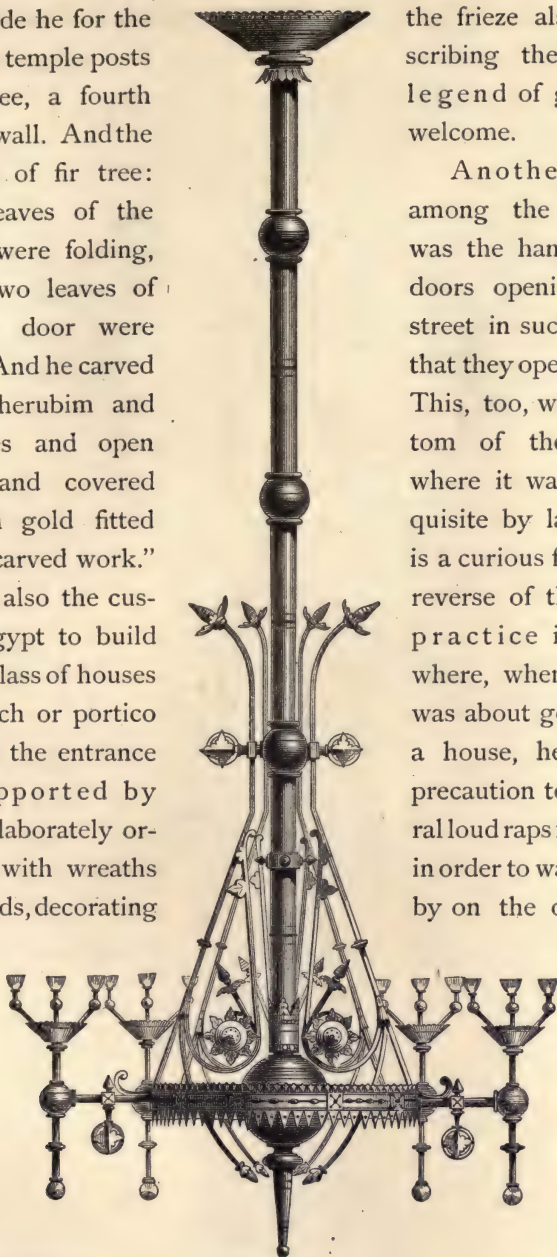 de he for the
temple posts
ee, a fourth
wall. And the
of fir tree:
eaves of the
were folding,
wo leaves of
door were
And he carved
herubim and
s and open
and covered
gold fitted
carved work."
also the cus-
gypt to build
lass of houses
ch or portico
the entrance
pported by
laborately or-
with wreaths
ds, decorating
the frieze al
scribing the
legend of g
welcome.
Anothe
among the
was the han
doors openi
street in suc
that they ope
This, too, w
tom of the
where it wa
quisite by la
is a curious f
reverse of th
practice i
where, when
was about g
a house, he
precaution to
ral loud raps
in order to wa
by on the o